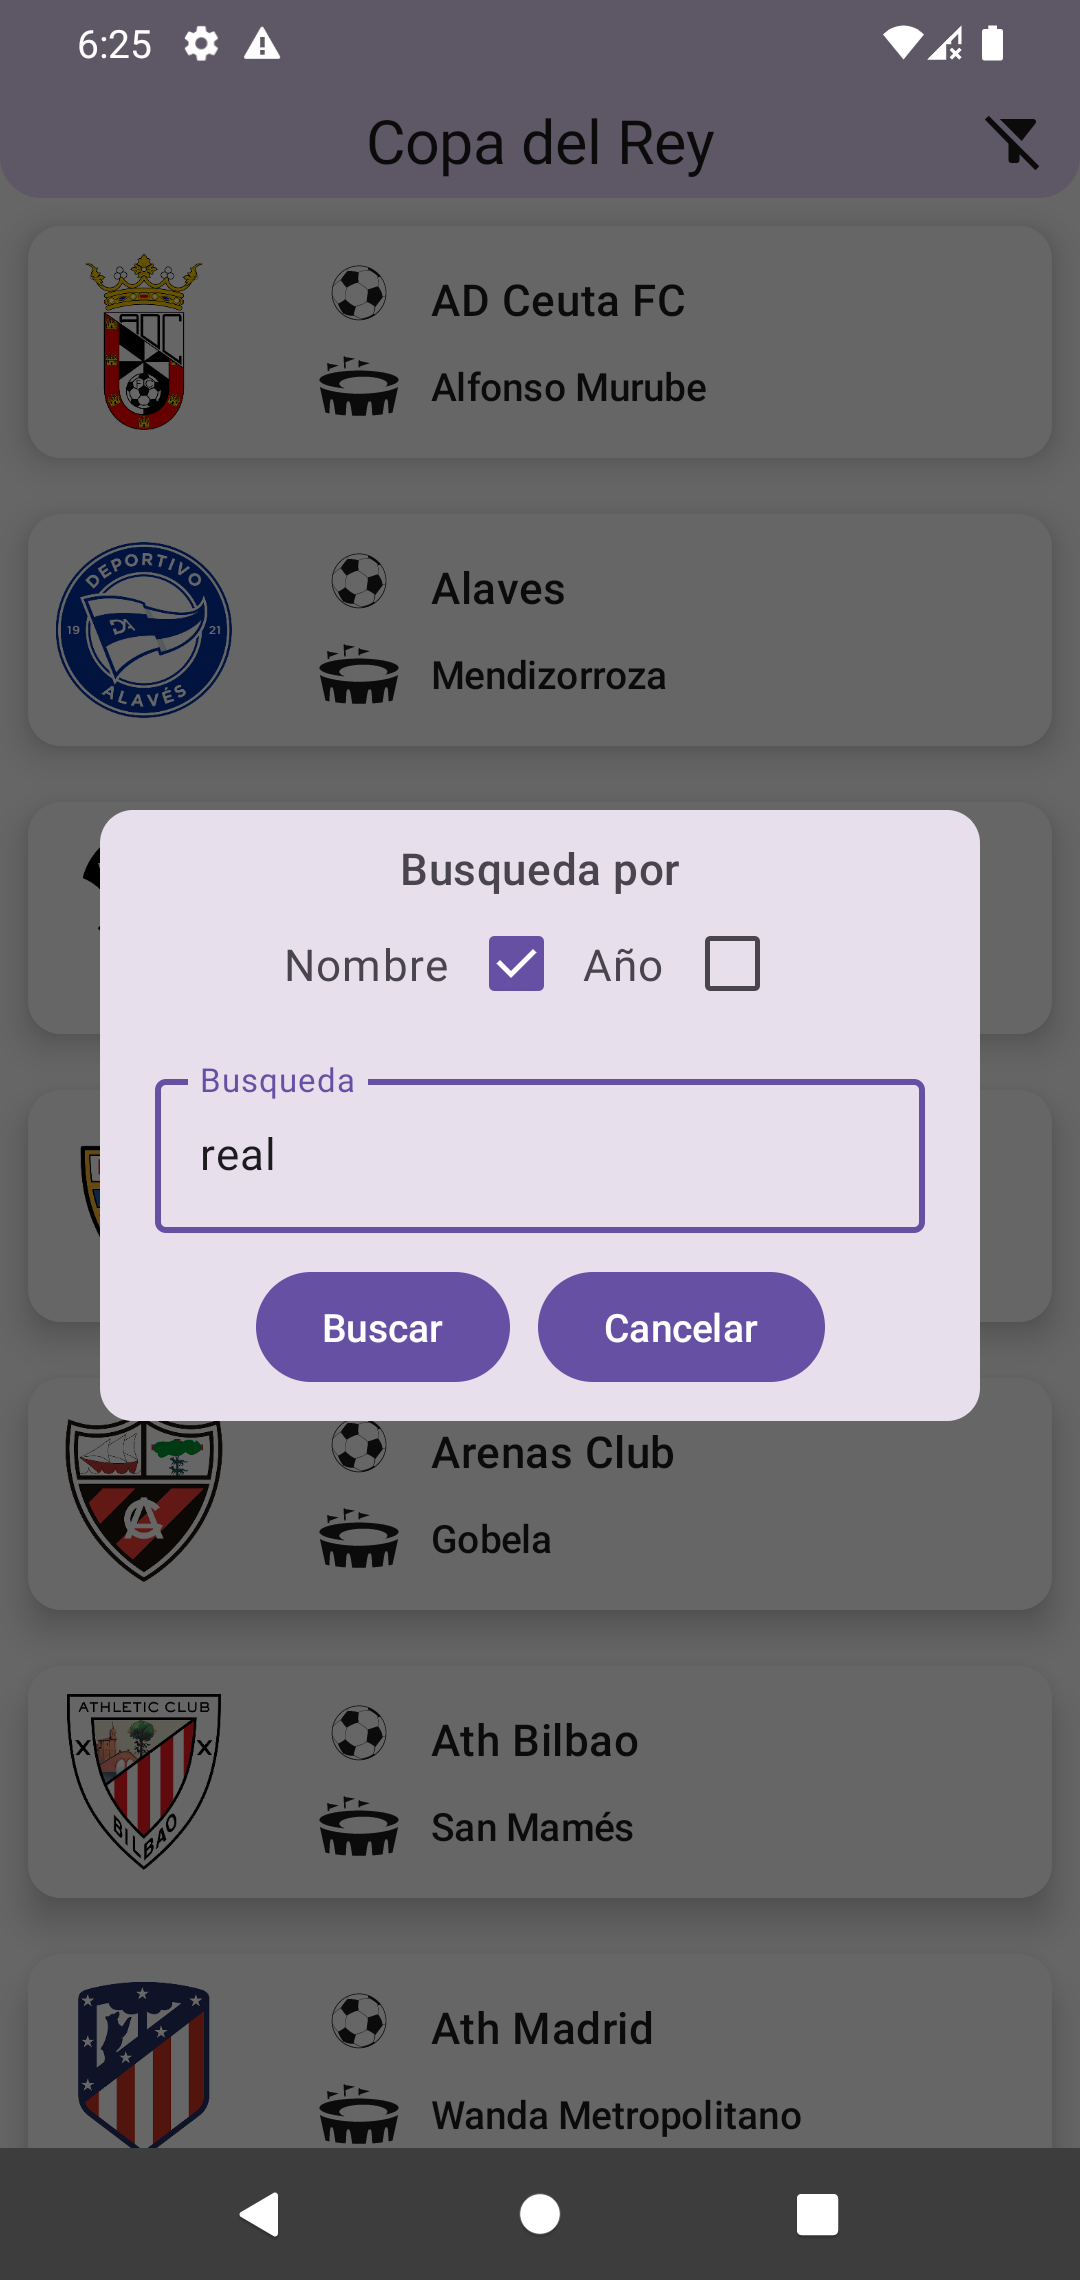 6:25
Copa del Rey
AD Ceuta FC
Alfonso Murube
DEPORTIVO
19 21
ALAVÉS
Alaves
Mendizorroza
Busqueda por
Nombre Año
Busqueda
real
Buscar Cancelar
Arenas Club
Gobela
ATHLETIC CLUB
BILBAO
Ath Bilbao
San Mamés
Ath Madrid
Wanda Metropolitano